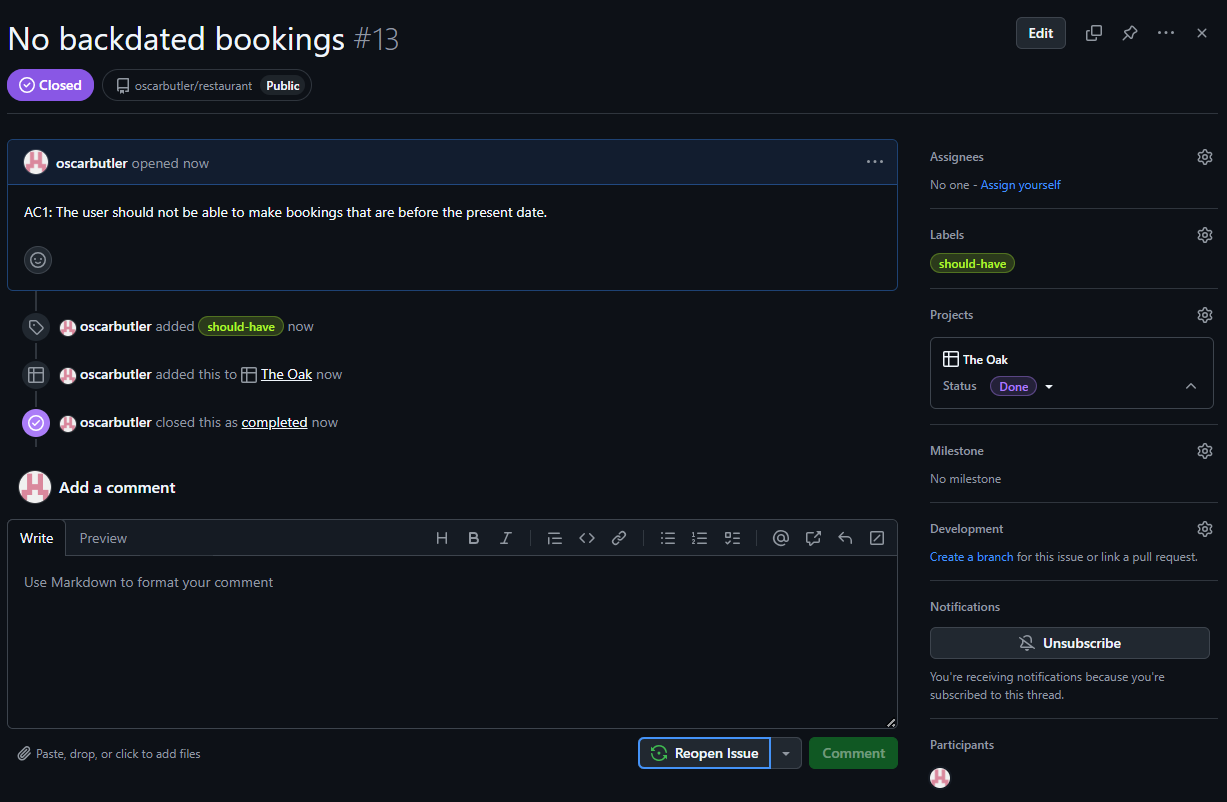 No backdated bookings #13
Edit
Closed
oscarbutler/restaurant Public
oscarbutler opened now
AC1: The user should not be able to make bookings that are before the present date.
oscarbutler added should-have now
oscarbutler added this to The Oak now
oscarbutler closed this as completed now
Add a comment
Write Preview
Use Markdown to format your comment
Paste, drop, or click to add files
Reopen Issue
Comment
Assignees
No one - Assign yourself
Labels
should-have
Projects
The Oak
Status Done
Milestone
No milestone
Development
Create a branch for this issue or link a pull request.
Notifications
Unsubscribe
You're receiving notifications because you're
subscribed to this thread.
Participants